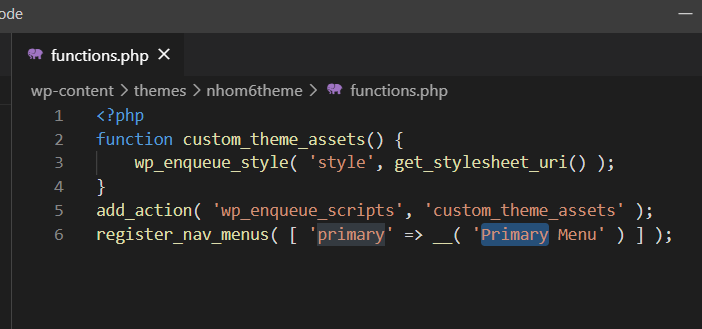 ode
functions.php
wp-content > themes > nhom6theme > functions.php
1 <?php
2 function custom_theme_assets() {
3 wp_enqueue_style( 'style', get_stylesheet_uri() );
4 }
5 add_action( 'wp_enqueue_scripts', 'custom_theme_assets' );
6 register_nav_menus( [ 'primary' => __( 'Primary Menu' ) ] );